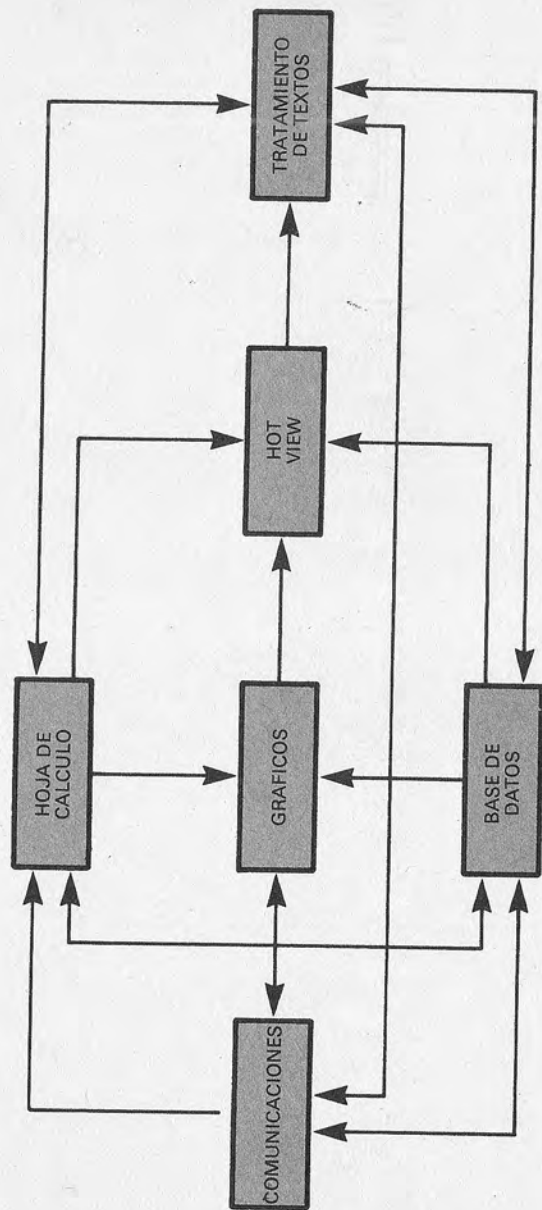 HOJA DE
CALCULO
COMUNICACIONES
GRAFICOS
HOT
VIEW
TRATAMIENTO
DE TEXTOS
BASE DE
DATOS